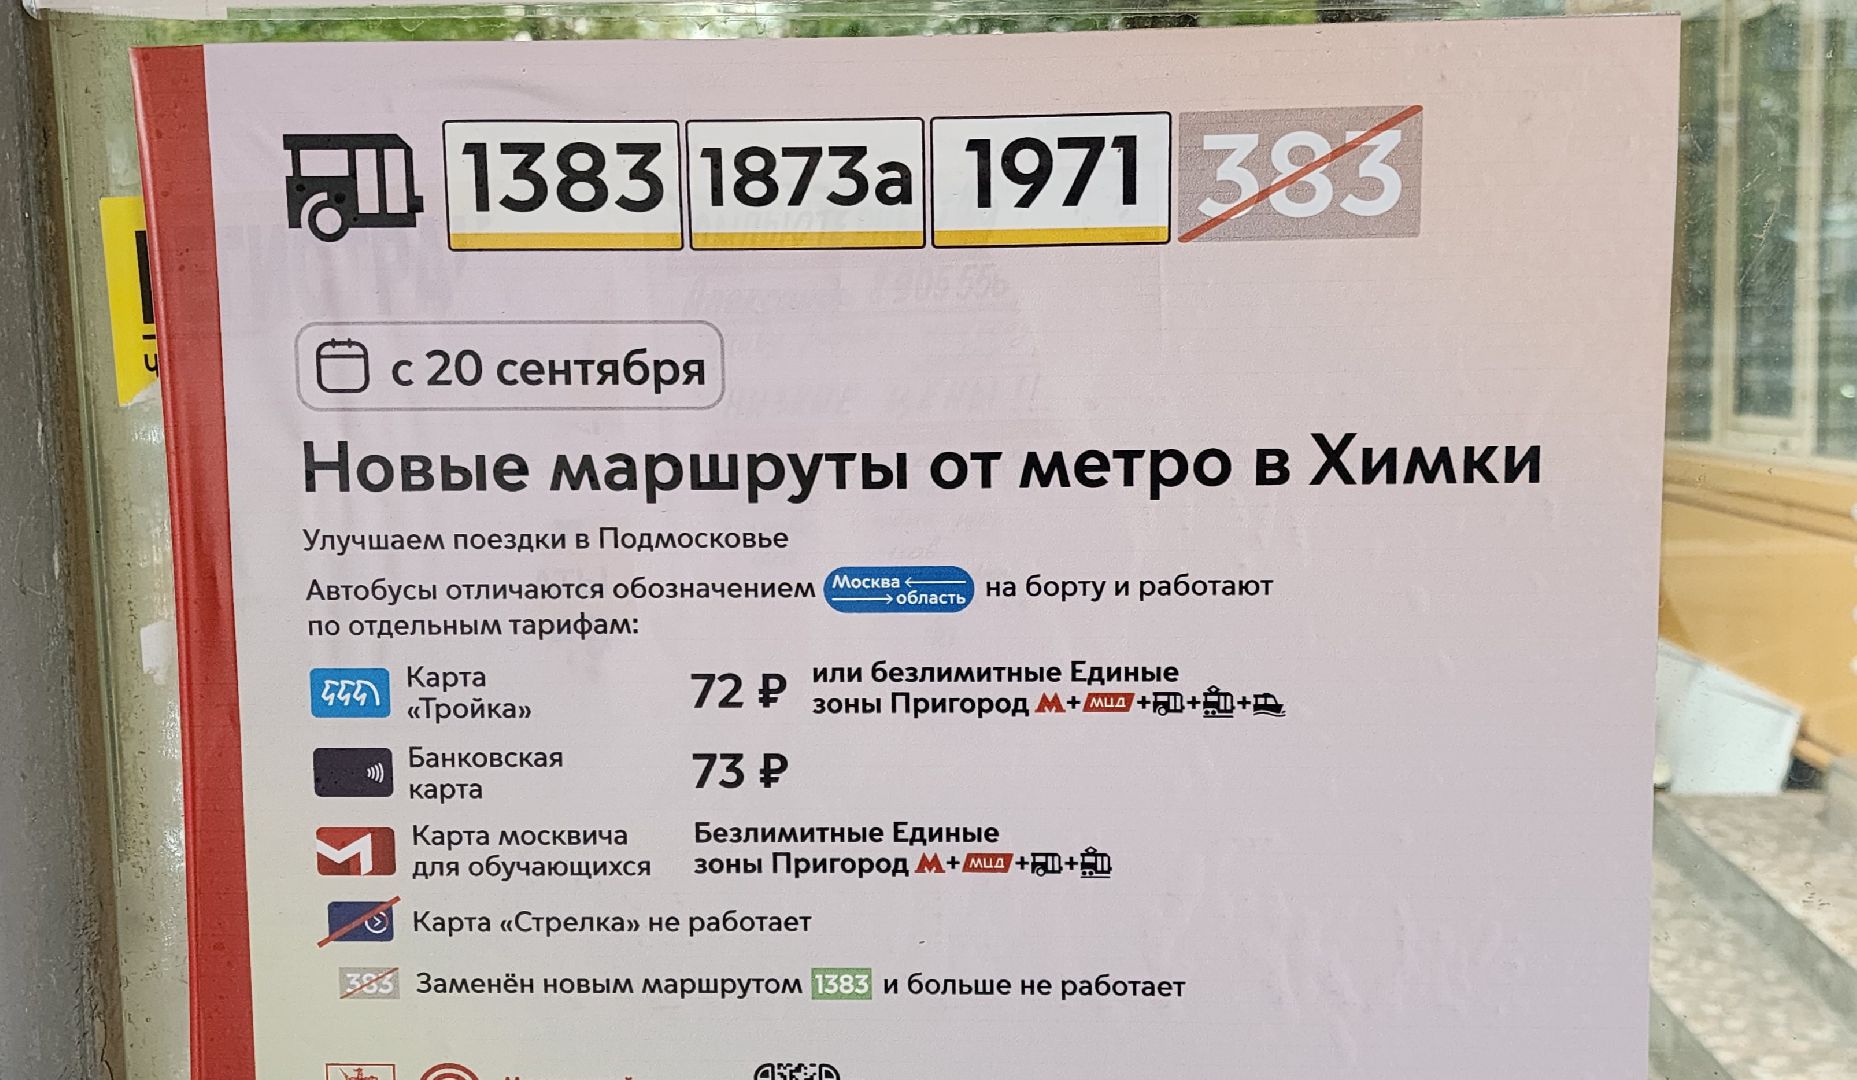 1383 1873а 1971 383
с 20 сентября
Новые маршруты от метро в Химки
Улучшаем поездки в Подмосковье
Автобусы отличаются обозначением Москва область на борту и работают
по отдельным тарифам:
Карта «Тройка» 72 ₽ или безлимитные Единые
зоны Пригород М+МЦД+ + +
Банковская карта 73 ₽
Карта москвича Безлимитные Единые
для обучающихся зоны Пригород М+МЦД+ +
Карта «Стрелка» не работает
383 Заменён новым маршрутом 1383 и больше не работает